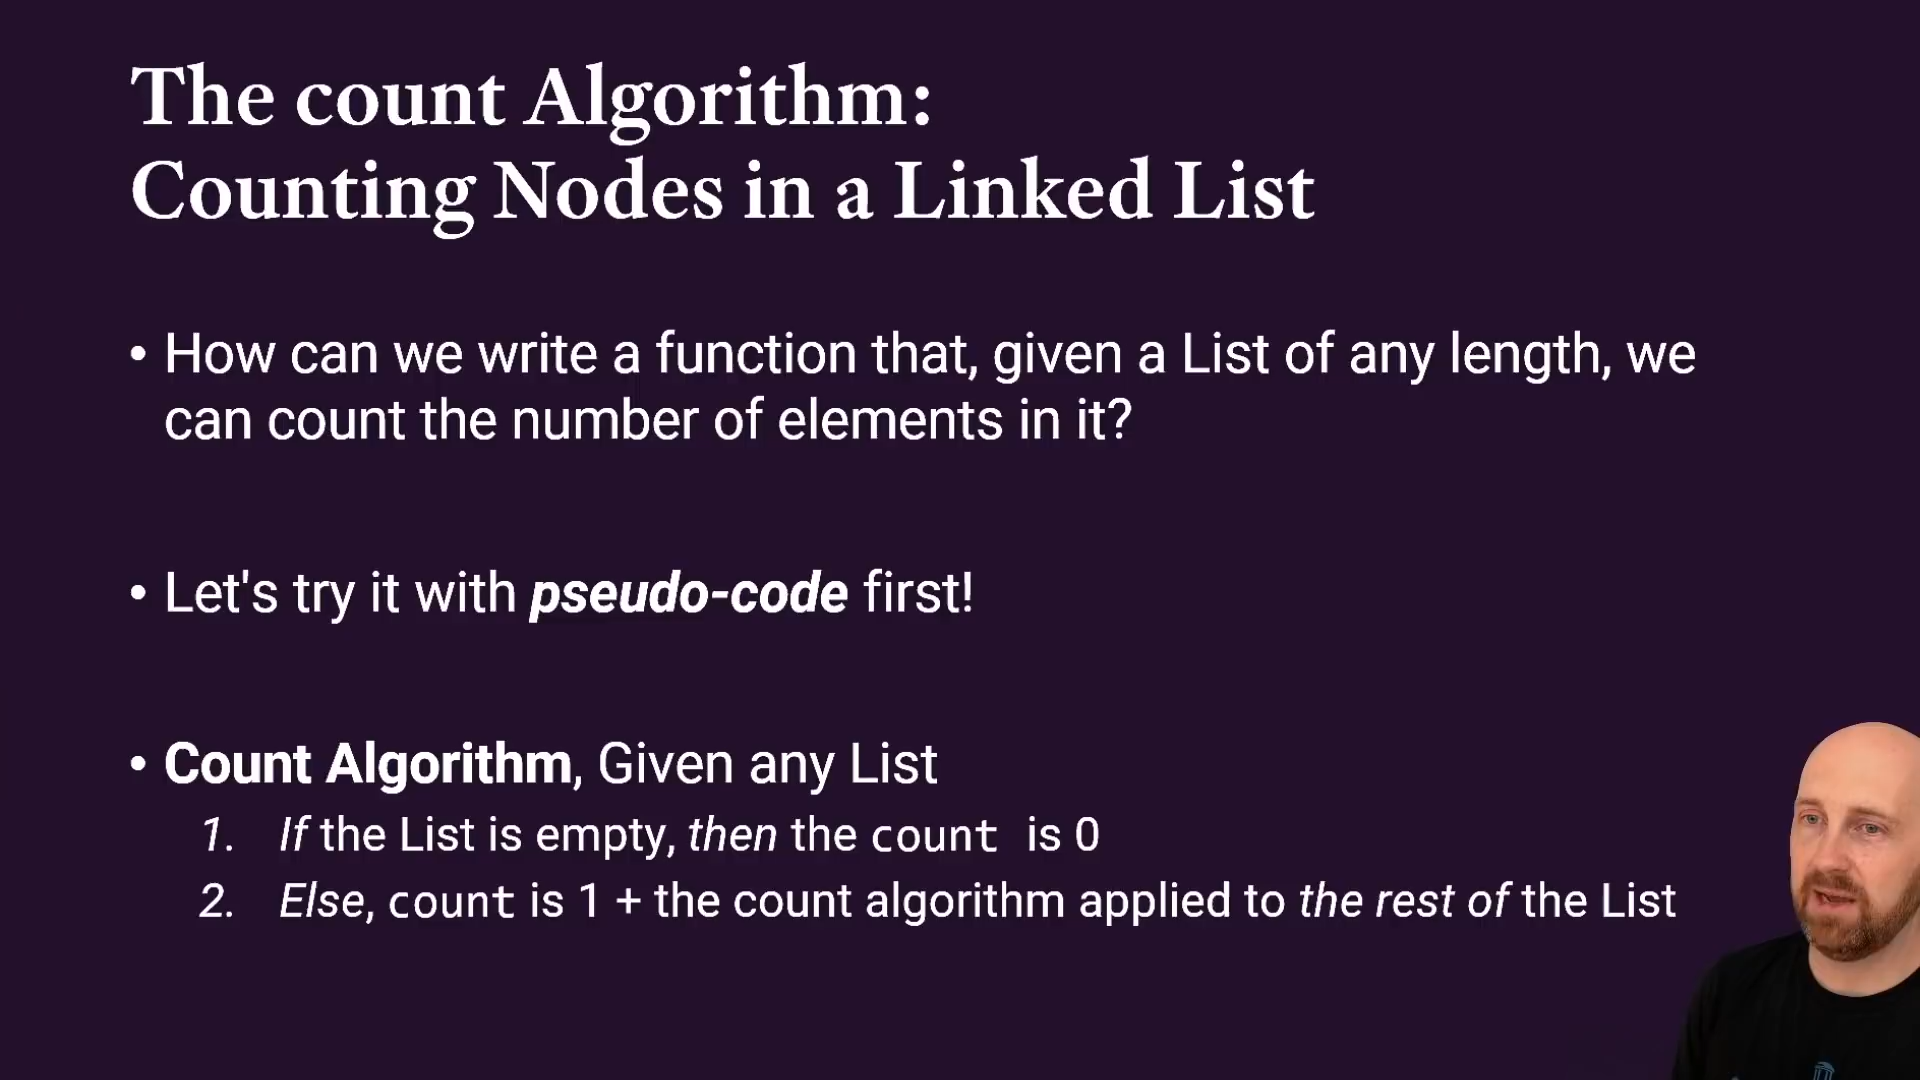 The count Algorithm:
Counting Nodes in a Linked List
• How can we write a function that, given a List of any length, we
can count the number of elements in it?
• Let's try it with pseudo-code first!
• Count Algorithm, Given any List
1. If the List is empty, then the count is 0
2. Else, count is 1 + the count algorithm applied to the rest of the List